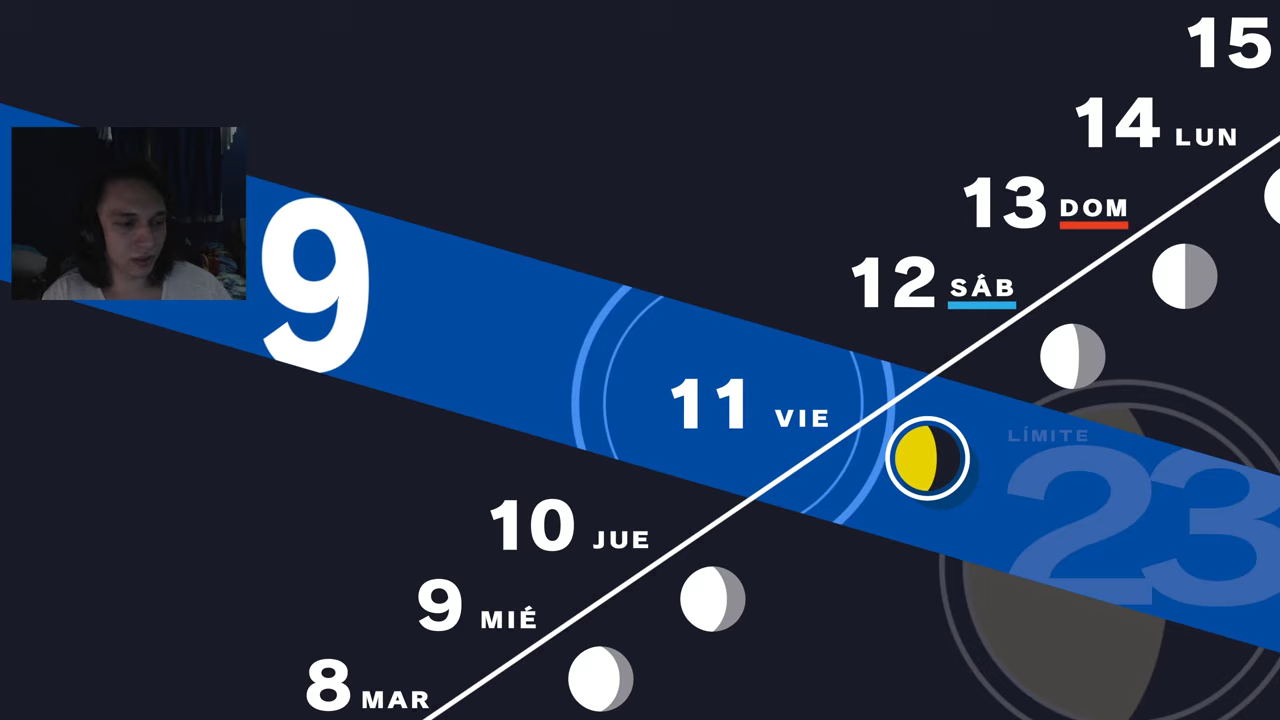 15
14 LUN
13 DOM
12 SÁB
9
11 VIE
LÍMITE
23
10 JUE
9 MIÉ
8 MAR